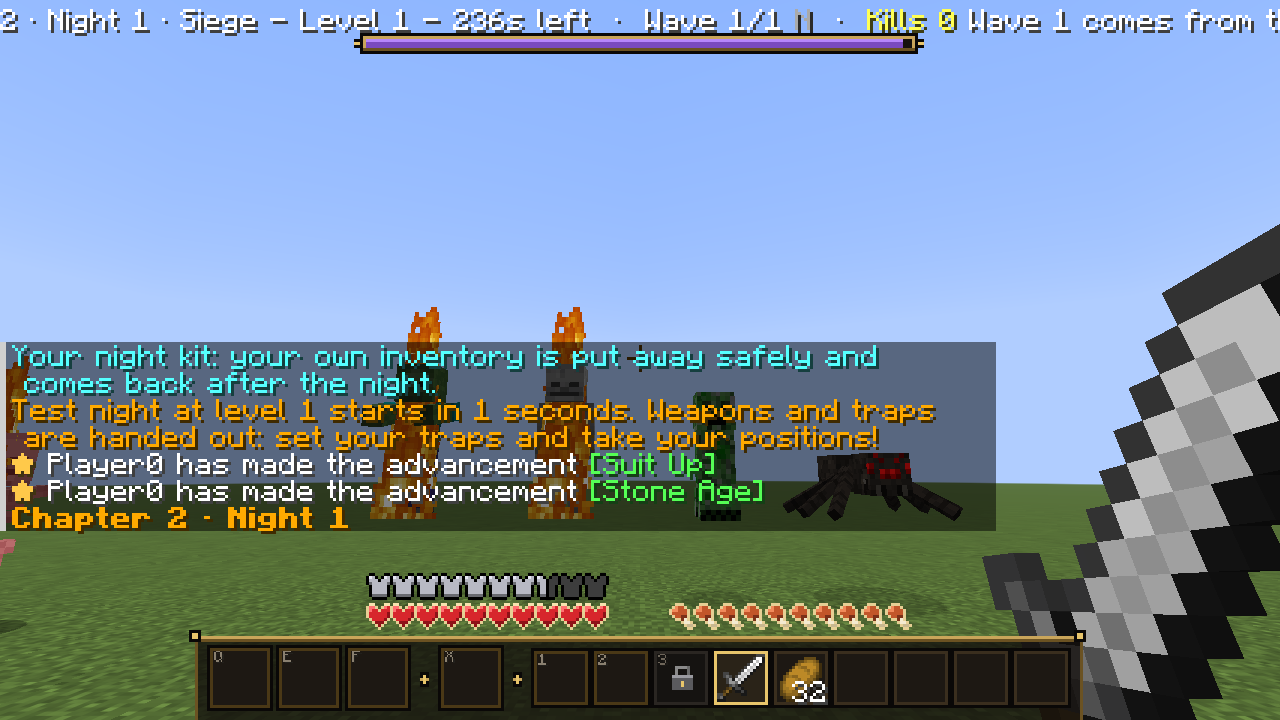 2 · Night 1 · Siege – Level 1 – 236s left · Wave 1/1 N · Kills 0 Wave 1 comes from t
Your night kit: your own inventory is put away safely and
comes back after the night.
Test night at level 1 starts in 1 seconds. Weapons and traps
are handed out: set your traps and take your positions!
Player0 has made the advancement [Suit Up]
Player0 has made the advancement [Stone Age]
Chapter 2 · Night 1
Q E F X 1 2 3
32